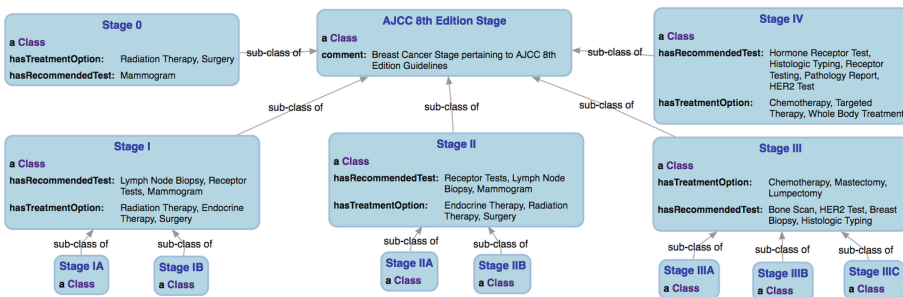 Stage 0
a Class
hasTreatmentOption: Radiation Therapy, Surgery
hasRecommendedTest: Mammogram
sub-class of
AJCC 8th Edition Stage
a Class
comment: Breast Cancer Stage pertaining to AJCC 8th
Edition Guidelines
sub-class of
Stage IV
a Class
hasRecommendedTest: Hormone Receptor Test,
Histologic Typing, Receptor
Testing, Pathology Report,
HER2 Test
hasTreatmentOption: Chemotherapy, Targeted
Therapy, Whole Body Treatment
sub-class of
sub-class of
sub-class of
Stage I
a Class
hasRecommendedTest: Lymph Node Biopsy, Receptor
Tests, Mammogram
hasTreatmentOption: Radiation Therapy, Endocrine
Therapy, Surgery
Stage II
a Class
hasRecommendedTest: Receptor Tests, Lymph Node
Biopsy, Mammogram
hasTreatmentOption: Endocrine Therapy, Radiation
Therapy, Surgery
Stage III
a Class
hasTreatmentOption: Chemotherapy, Mastectomy,
Lumpectomy
hasRecommendedTest: Bone Scan, HER2 Test, Breast
Biopsy, Histologic Typing
sub-class of
sub-class of
sub-class of
sub-class of
sub-class of
sub-class of
sub-class of
Stage IA
a Class
Stage IB
a Class
Stage IIA
a Class
Stage IIB
a Class
Stage IIIA
a Class
Stage IIIB
a Class
Stage IIIC
a Class